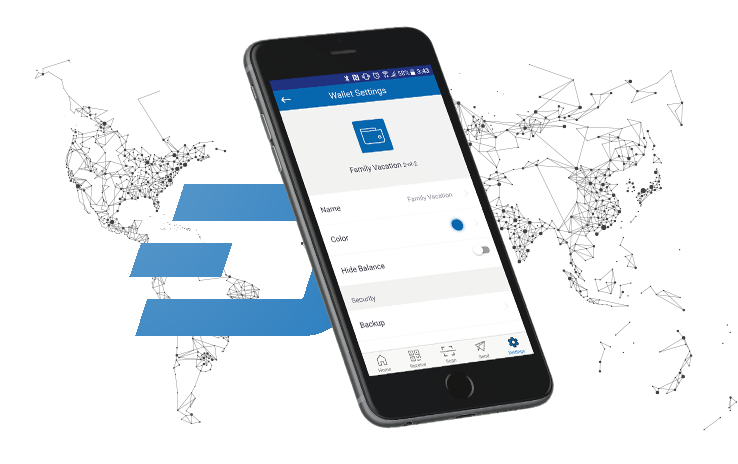 58% 3:43
Wallet Settings
Family Vacation 2-of-2
Name Family Vacation
Color
Hide Balance
Security
Backup
Home Receive Scan Send Settings